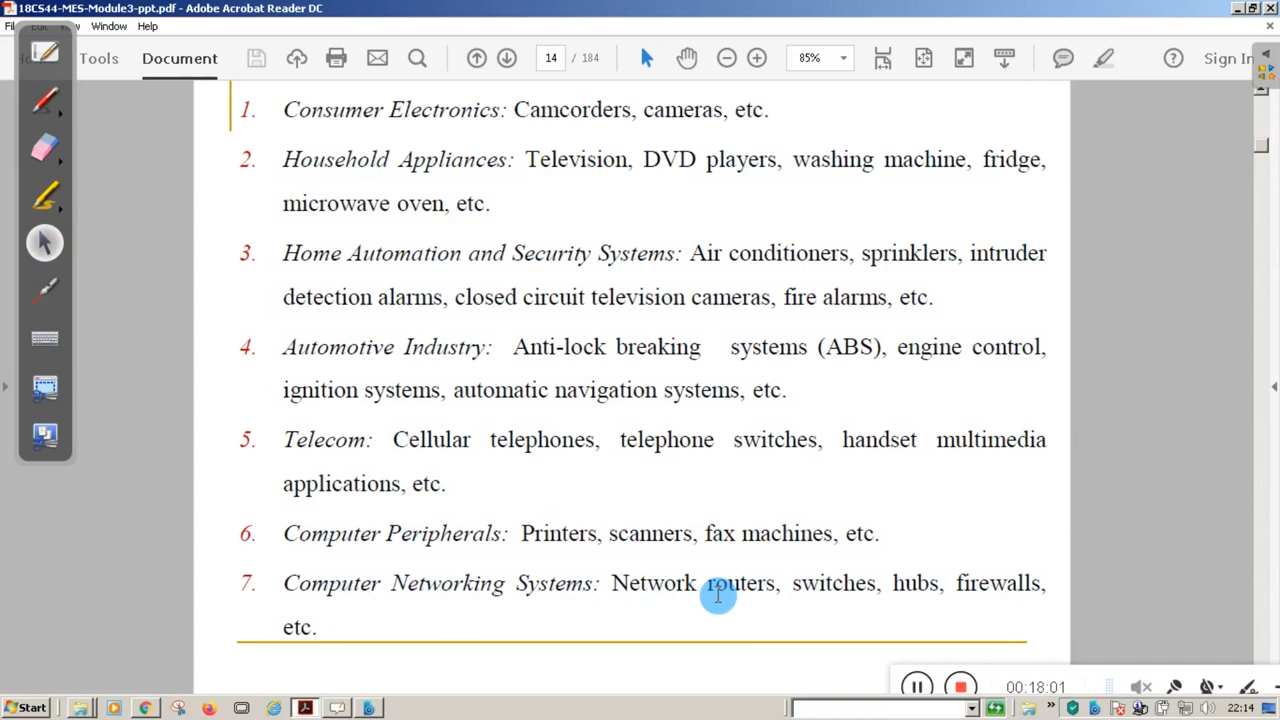 18CS44-MES-Module3-ppt.pdf - Adobe Acrobat Reader DC
Window Help
Tools Document 14 / 184 85% Sign In
1. Consumer Electronics: Camcorders, cameras, etc.
2. Household Appliances: Television, DVD players, washing machine, fridge,
microwave oven, etc.
3. Home Automation and Security Systems: Air conditioners, sprinklers, intruder
detection alarms, closed circuit television cameras, fire alarms, etc.
4. Automotive Industry: Anti-lock breaking systems (ABS), engine control,
ignition systems, automatic navigation systems, etc.
5. Telecom: Cellular telephones, telephone switches, handset multimedia
applications, etc.
6. Computer Peripherals: Printers, scanners, fax machines, etc.
7. Computer Networking Systems: Network routers, switches, hubs, firewalls,
etc.
00:18:01
Start 22:14